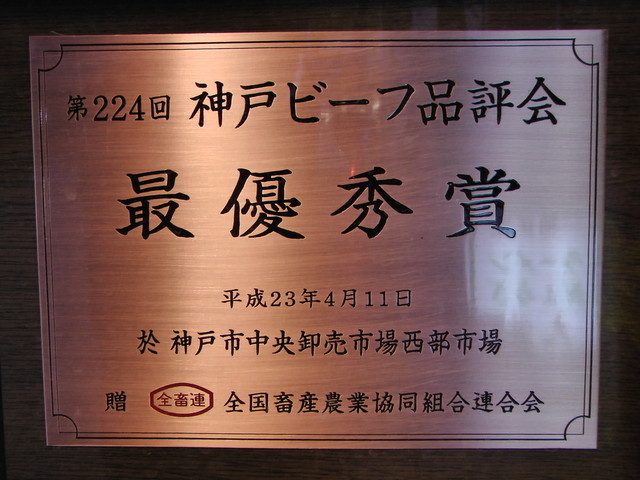 第224回 神戸ビーフ品評会
最優秀賞
平成23年4月11日
於 神戸市中央卸売市場西部市場
贈 全畜連 全国畜産農業協同組合連合会